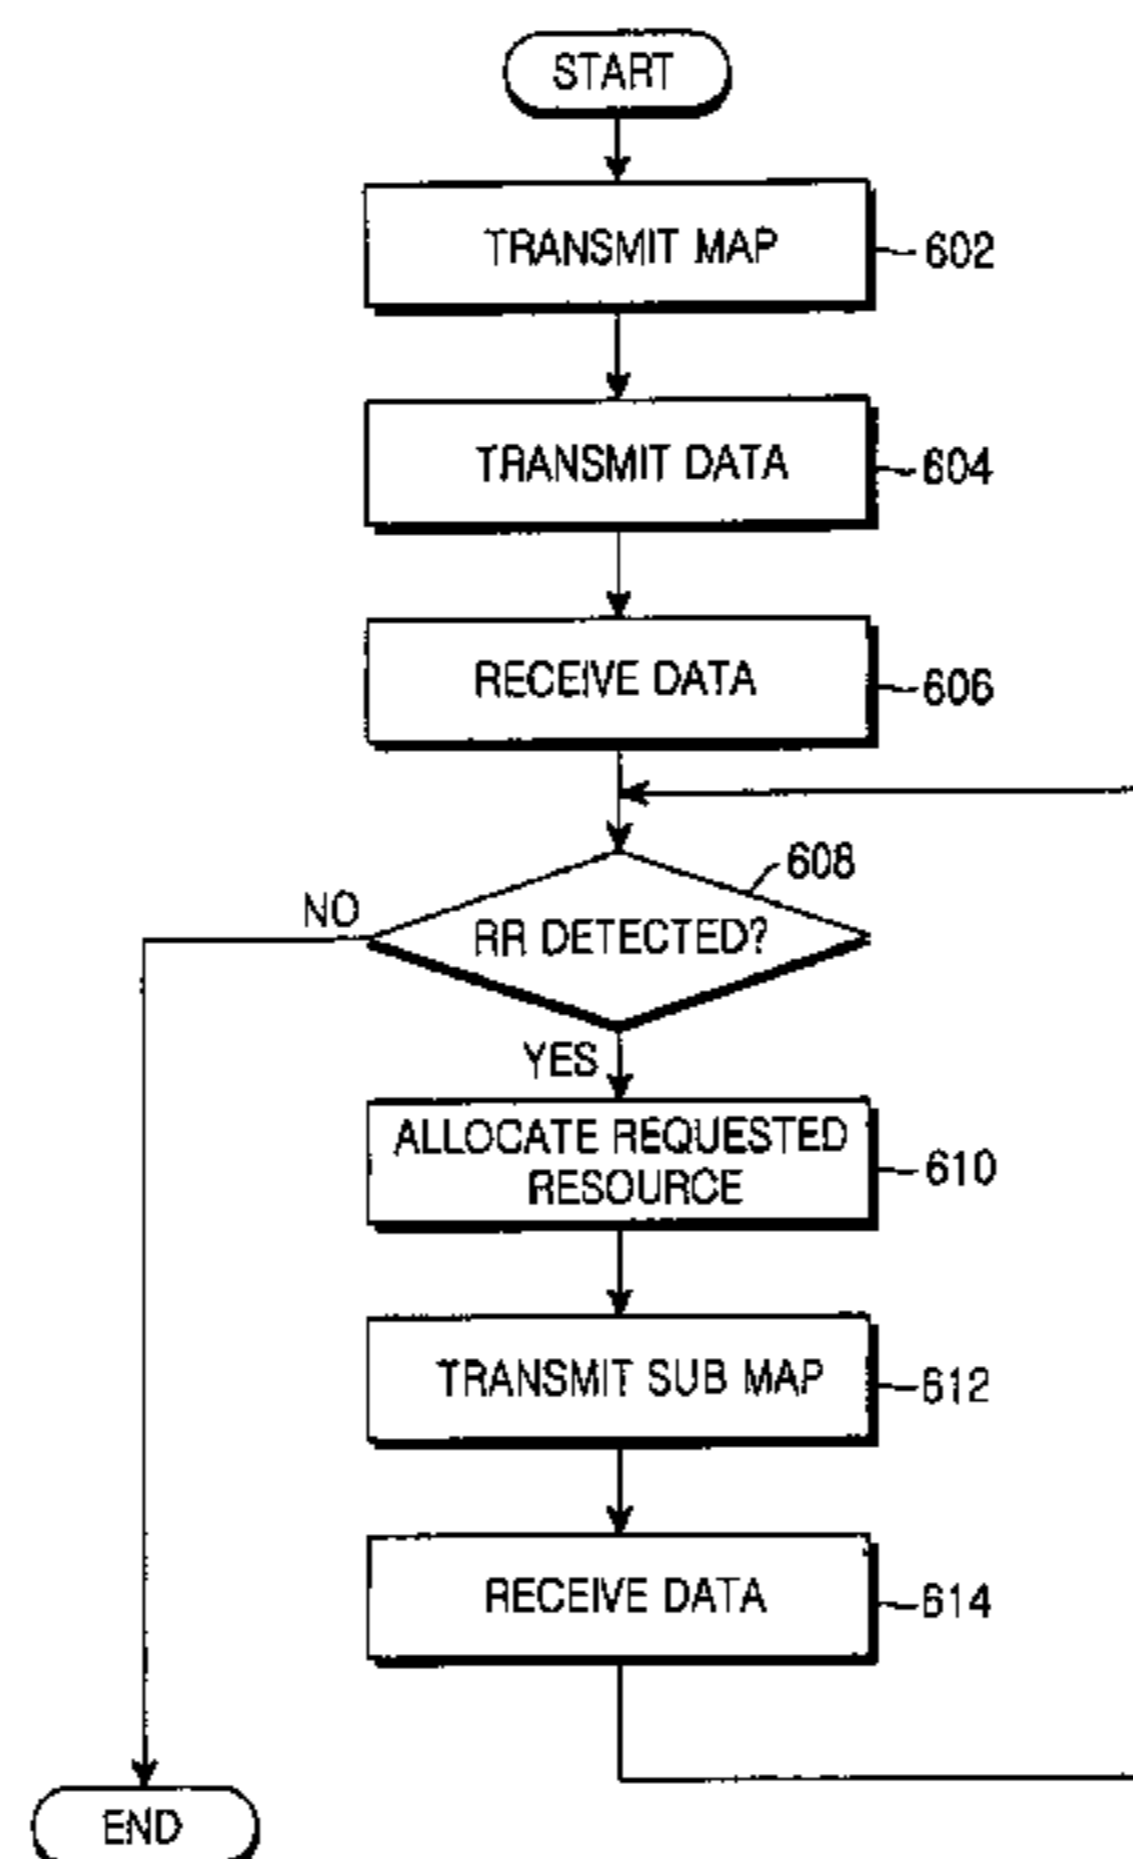 START
TRANSMIT MAP
602
TRANSMIT DATA
604
RECEIVE DATA
606
608
NO
RR DETECTED?
YES
ALLOCATE REQUESTED
RESOURCE
610
TRANSMIT SUB MAP
612
RECEIVE DATA
614
END